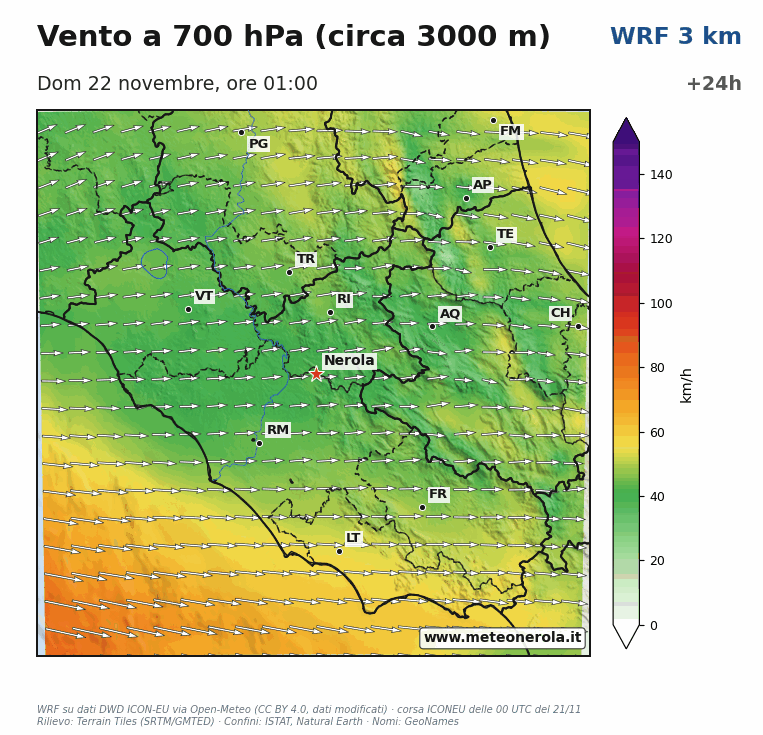 Vento a 700 hPa (circa 3000 m)
WRF 3 km
Dom 22 novembre, ore 01:00
+24h
FM
PG
AP
TE
TR
VT
RI
AQ
CH
Nerola
RM
FR
LT
www.meteonerola.it
140
120
100
80
60
40
20
0
km/h
WRF su dati DWD ICON-EU via Open-Meteo (CC BY 4.0, dati modificati) · corsa ICONEU delle 00 UTC del 21/11
Rilievo: Terrain Tiles (SRTM/GMTED) · Confini: ISTAT, Natural Earth · Nomi: GeoNames